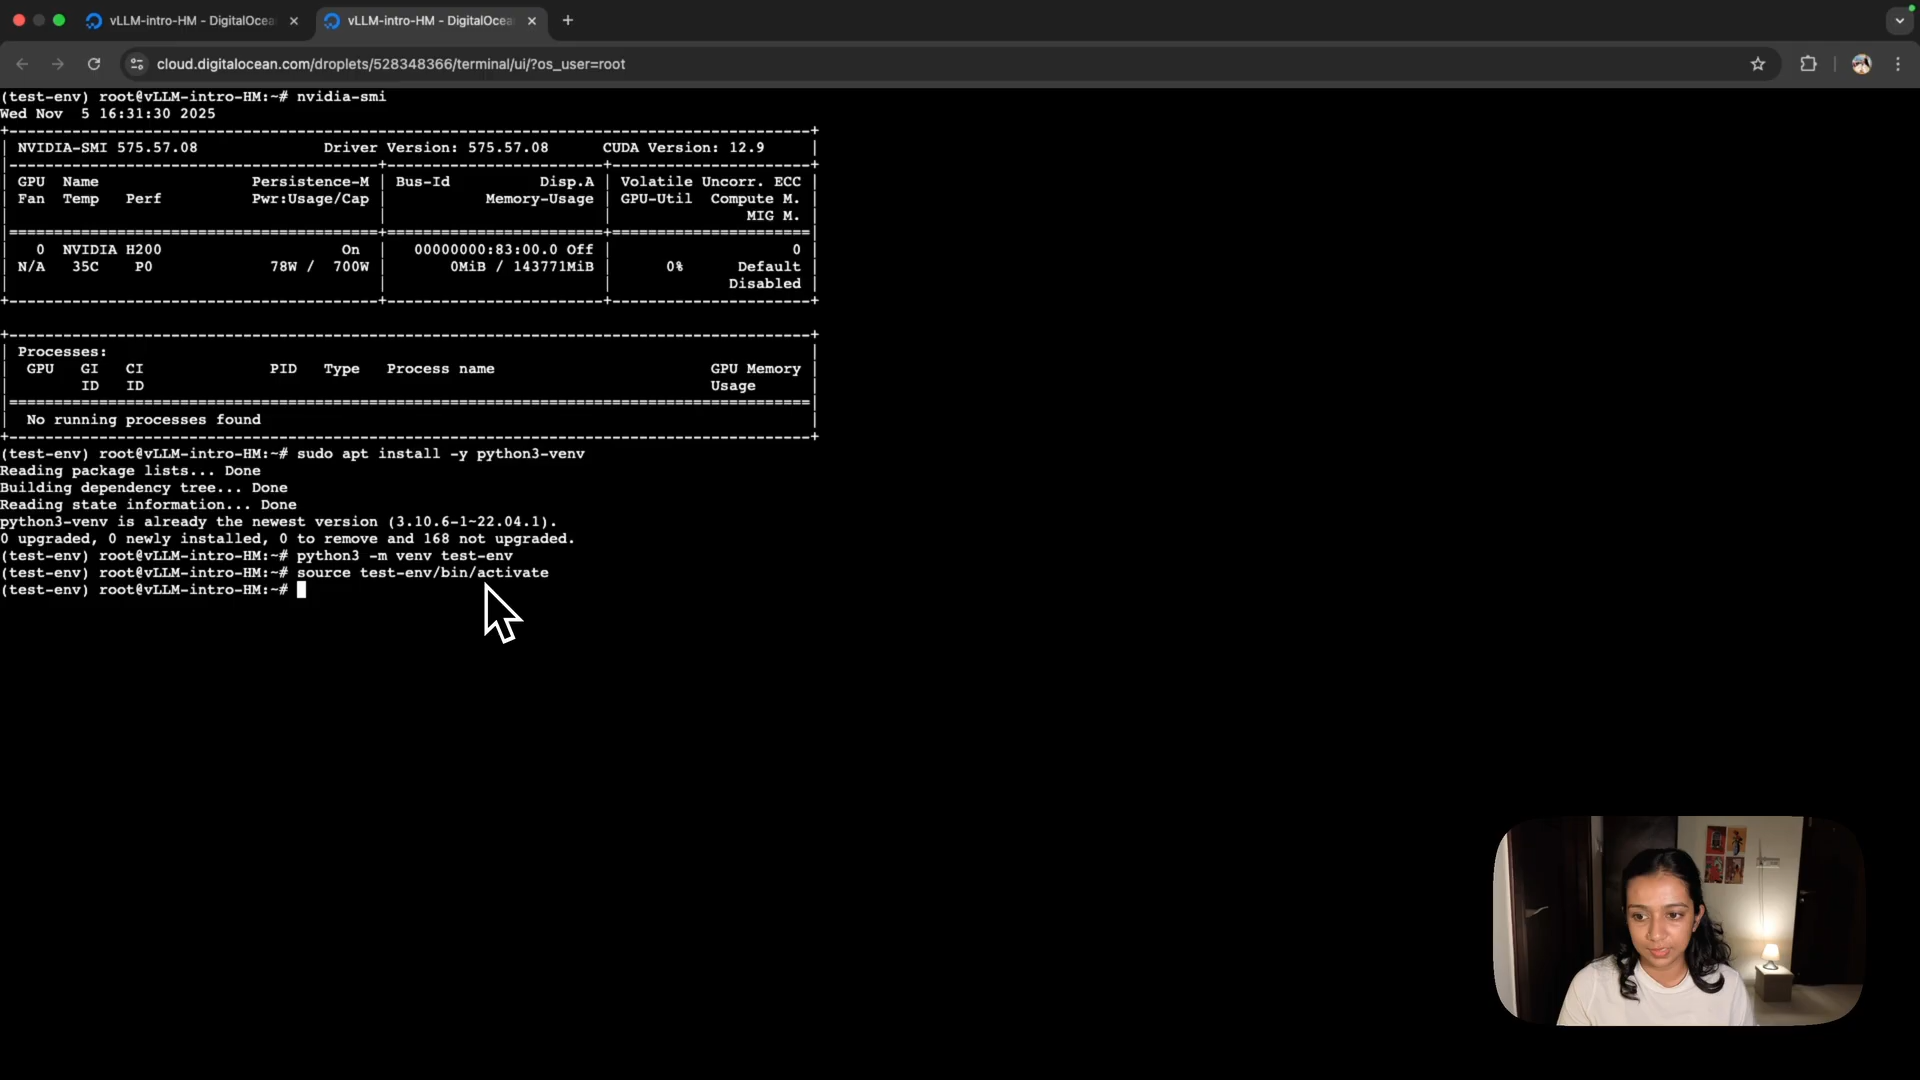 vLLM-intro-HM - DigitalOcea
vLLM-intro-HM - DigitalOcea
cloud.digitalocean.com/droplets/528348366/terminal/ui/?os_user=root
(test-env) root@vLLM-intro-HM:~# nvidia-smi
Wed Nov  5 16:31:30 2025
NVIDIA-SMI 575.57.08 Driver Version: 575.57.08 CUDA Version: 12.9
GPU Name Persistence-M | Bus-Id Disp.A | Volatile Uncorr. ECC
Fan Temp Perf Pwr:Usage/Cap | Memory-Usage | GPU-Util Compute M.
MIG M.
0 NVIDIA H200 On | 00000000:83:00.0 Off | 0
N/A 35C P0 78W / 700W | 0MiB / 143771MiB | 0% Default
Disabled
Processes:
GPU GI CI PID Type Process name GPU Memory
ID ID Usage
No running processes found
(test-env) root@vLLM-intro-HM:~# sudo apt install -y python3-venv
Reading package lists... Done
Building dependency tree... Done
Reading state information... Done
python3-venv is already the newest version (3.10.6-1~22.04.1).
0 upgraded, 0 newly installed, 0 to remove and 168 not upgraded.
(test-env) root@vLLM-intro-HM:~# python3 -m venv test-env
(test-env) root@vLLM-intro-HM:~# source test-env/bin/activate
(test-env) root@vLLM-intro-HM:~#